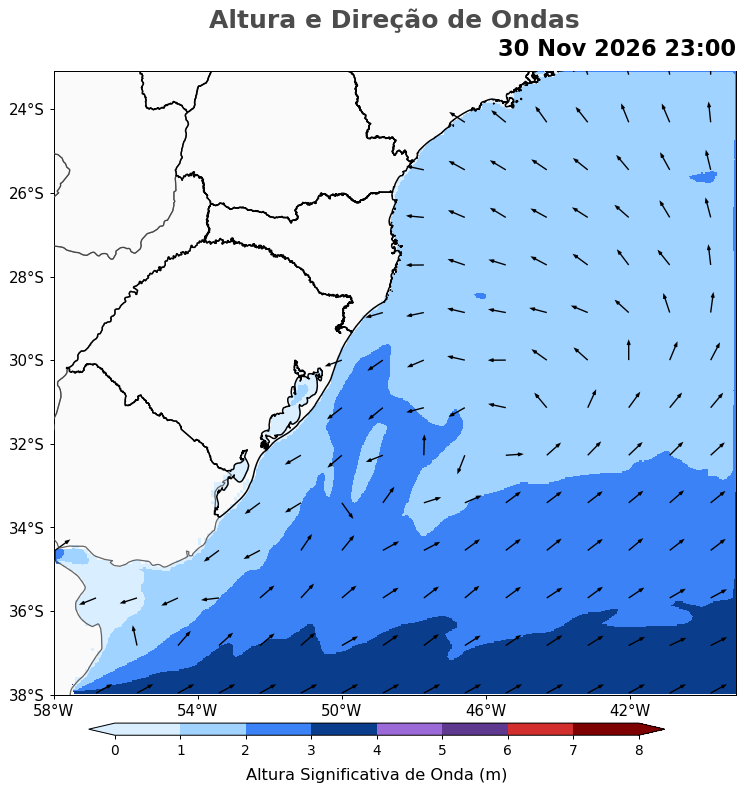 Altura e Direção de Ondas
30 Nov 2026 23:00
24°S
26°S
28°S
30°S
32°S
34°S
36°S
38°S
58°W 54°W 50°W 46°W 42°W
0 1 2 3 4 5 6 7 8
Altura Significativa de Onda (m)